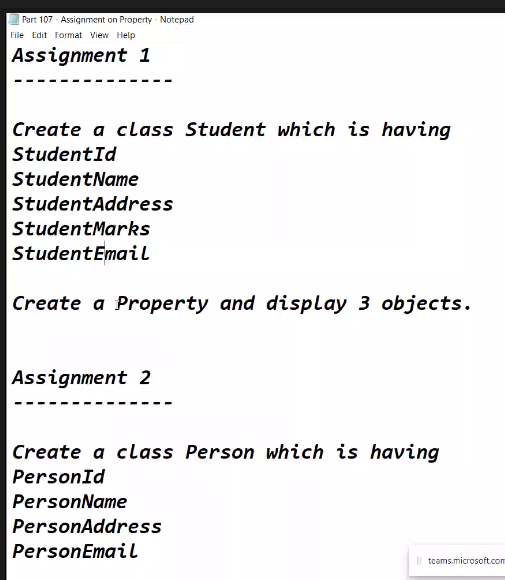 Part 107 - Assignment on Property - Notepad
File Edit Format View Help
Assignment 1
--------------
Create a class Student which is having
StudentId
StudentName
StudentAddress
StudentMarks
StudentEmail
Create a Property and display 3 objects.
Assignment 2
--------------
Create a class Person which is having
PersonId
PersonName
PersonAddress
PersonEmail
teams.microsoft.com